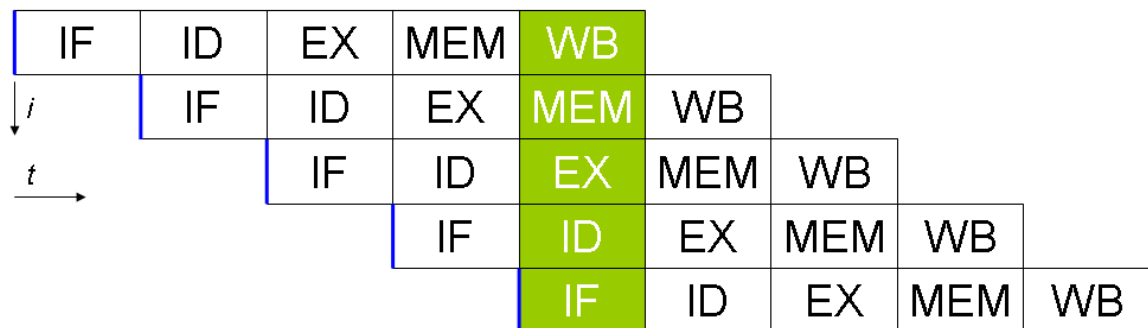 IF ID EX MEM WB
i IF ID EX MEM WB
t IF ID EX MEM WB
IF ID EX MEM WB
IF ID EX MEM WB